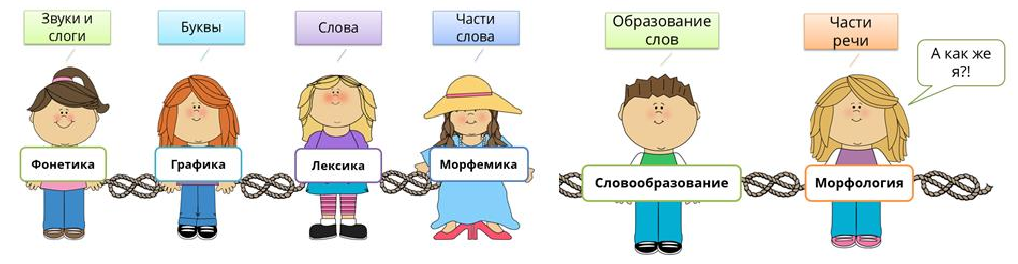 Звуки и
слоги
Буквы
Слова
Части
слова
Образование
слов
Части
речи
А как же
я?!
Фонетика
Графика
Лексика
Морфемика
Словообразование
Морфология